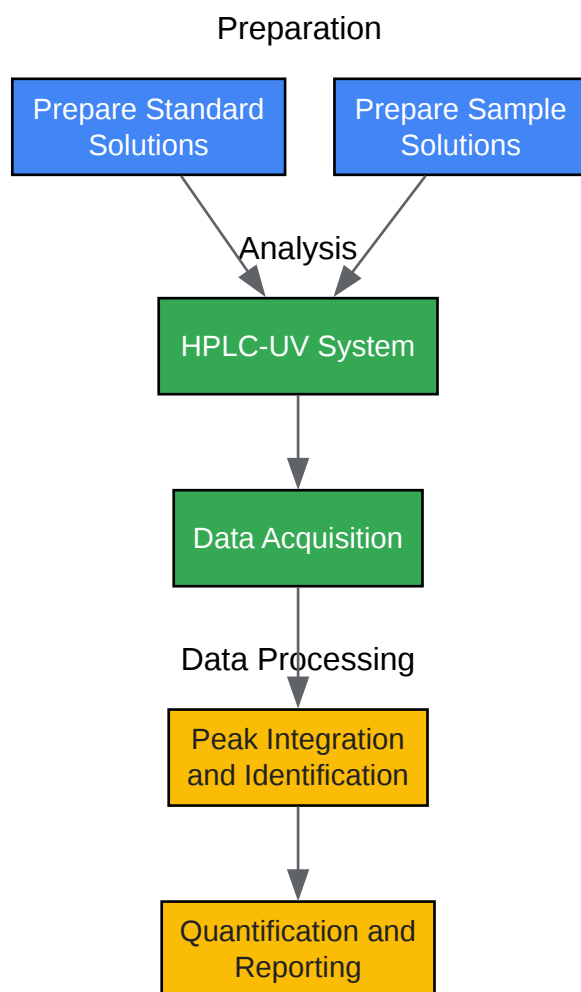 Preparation
Prepare Standard
Solutions
Prepare Sample
Solutions
Analysis
HPLC-UV System
Data Acquisition
Data Processing
Peak Integration
and Identification
Quantification and
Reporting